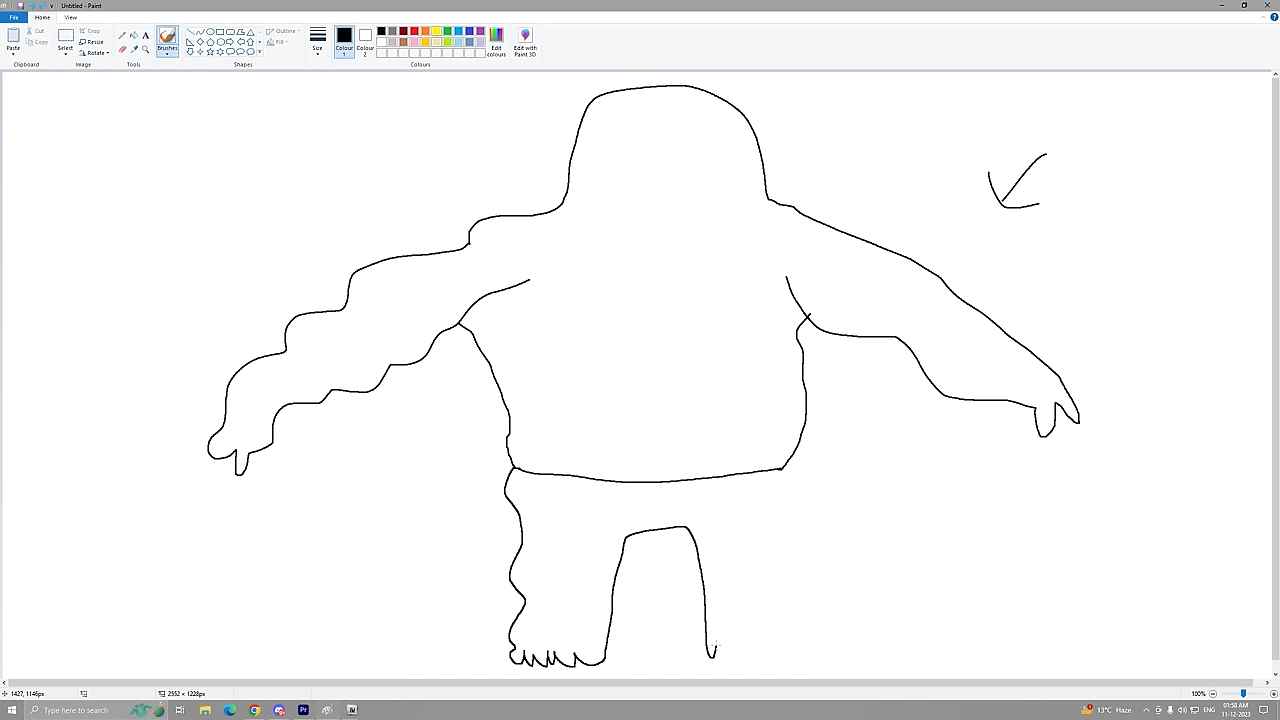 Untitled - Paint
File Home View
Paste
Cut
Copy
Clipboard
Select
Crop
Resize
Rotate
Image
A
Tools
Brushes
Outline
Fill
Shapes
Size
Colour 1
Colour 2
Edit colours
Edit with Paint 3D
Colours
1427, 1146px
2552 × 1228px
100%
Type here to search
13°C Haze
ENG
01:58 AM
11-12-2023